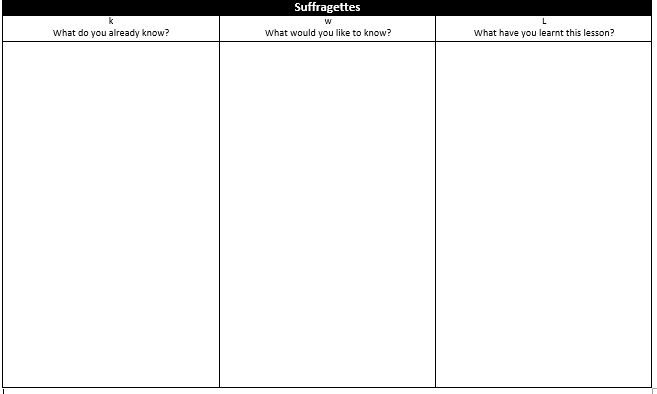 Suffragettes
k
What do you already know?
w
What would you like to know?
L
What have you learnt this lesson?